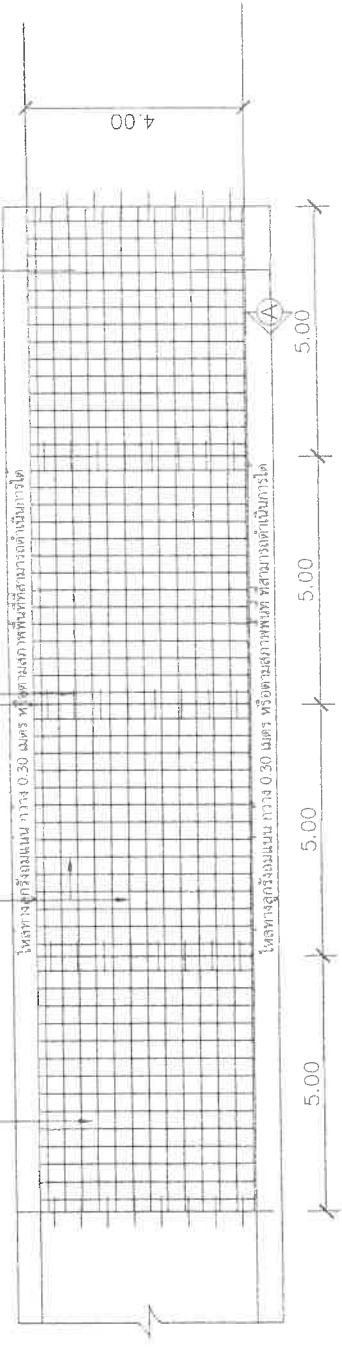 ไหล่ทางลูกรังบดแน่น กว้าง 0.30 เมตร หรือตามสภาพพื้นที่ที่สามารถดำเนินการได้
4.00
A
ไหล่ทางลูกรังบดแน่น กว้าง 0.30 เมตร หรือตามสภาพพื้นที่ ที่สามารถดำเนินการได้
5.00
5.00
5.00
5.00